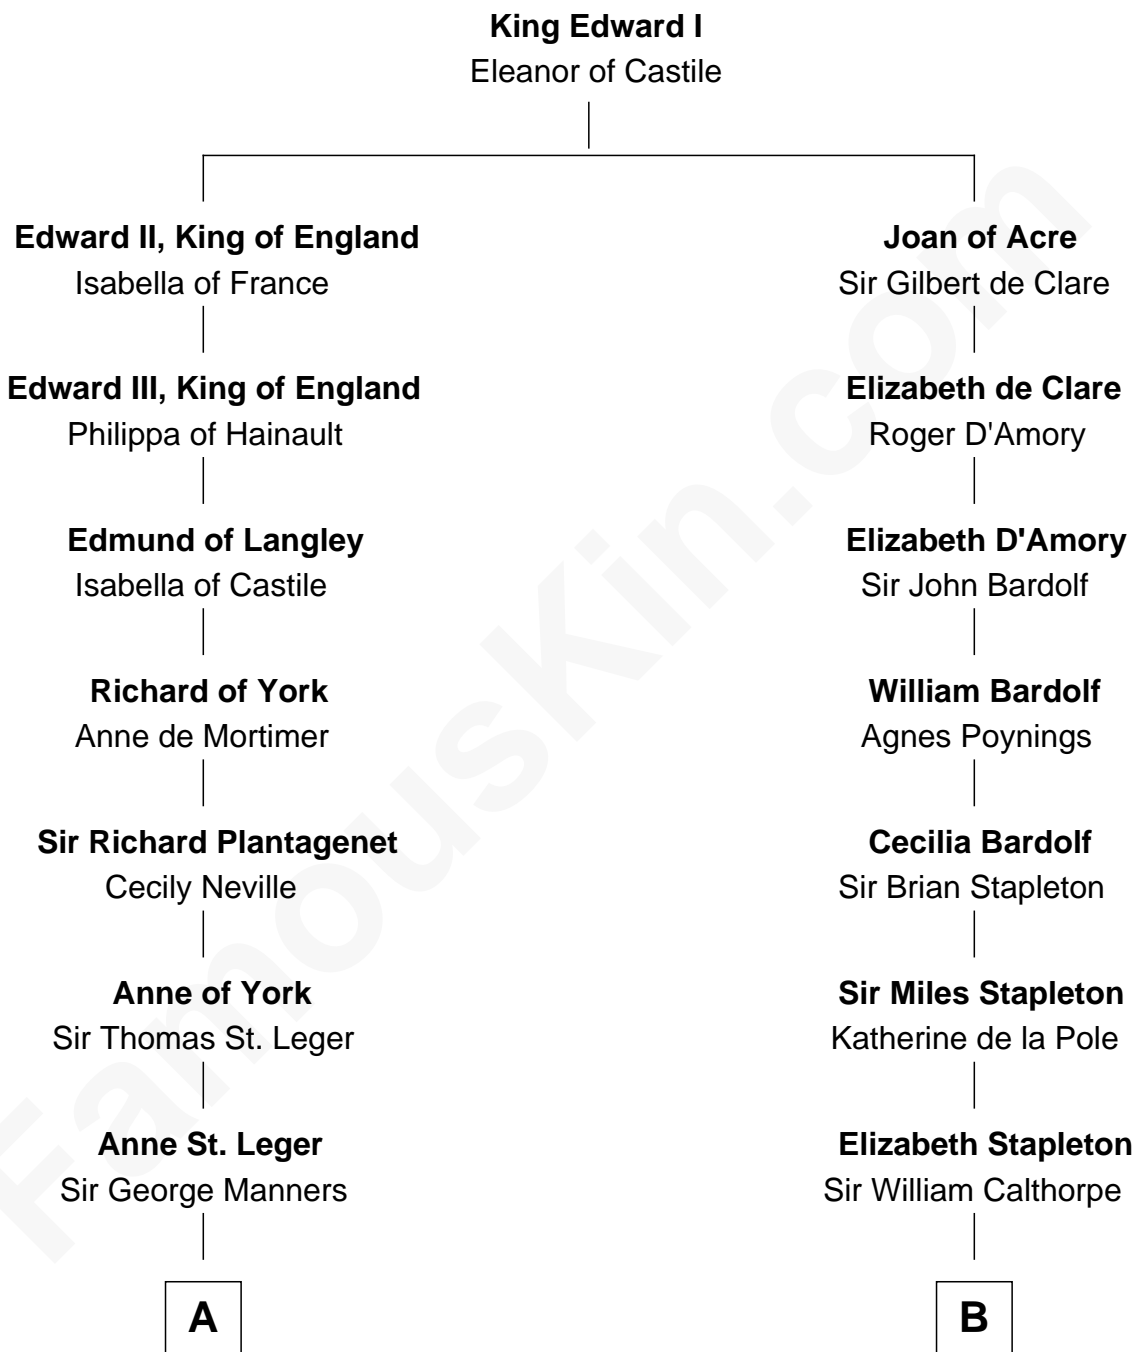 King Edward I
Eleanor of Castile
Edward II, King of England
Isabella of France
Joan of Acre
Sir Gilbert de Clare
Edward III, King of England
Philippa of Hainault
Elizabeth de Clare
Roger D'Amory
Edmund of Langley
Isabella of Castile
Elizabeth D'Amory
Sir John Bardolf
Richard of York
Anne de Mortimer
William Bardolf
Agnes Poynings
Sir Richard Plantagenet
Cecily Neville
Cecilia Bardolf
Sir Brian Stapleton
Anne of York
Sir Thomas St. Leger
Sir Miles Stapleton
Katherine de la Pole
Anne St. Leger
Sir George Manners
Elizabeth Stapleton
Sir William Calthorpe
A
B
FamousKin.com